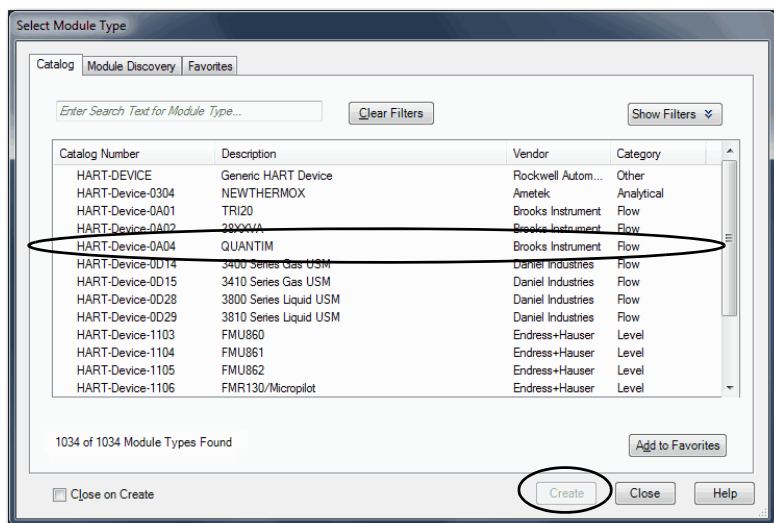 Select Module Type
Catalog Module Discovery Favorites
Enter Search Text for Module Type... Clear Filters Show Filters
Catalog Number Description Vendor Category
HART-DEVICE Generic HART Device Rockwell Autom... Other
HART-Device-0304 NEWTHERMOX Ametek Analytical
HART-Device-0A01 TRI20 Brooks Instrument Flow
HART-Device-0A02 38XXVA Brooks Instrument Flow
HART-Device-0A04 QUANTIM Brooks Instrument Flow
HART-Device-0D14 3400 Series Gas USM Daniel Industries Flow
HART-Device-0D15 3410 Series Gas USM Daniel Industries Flow
HART-Device-0D28 3800 Series Liquid USM Daniel Industries Flow
HART-Device-0D29 3810 Series Liquid USM Daniel Industries Flow
HART-Device-1103 FMU860 Endress+Hauser Level
HART-Device-1104 FMU861 Endress+Hauser Level
HART-Device-1105 FMU862 Endress+Hauser Level
HART-Device-1106 FMR130/Micropilot Endress+Hauser Level
1034 of 1034 Module Types Found Add to Favorites
Close on Create Create Close Help